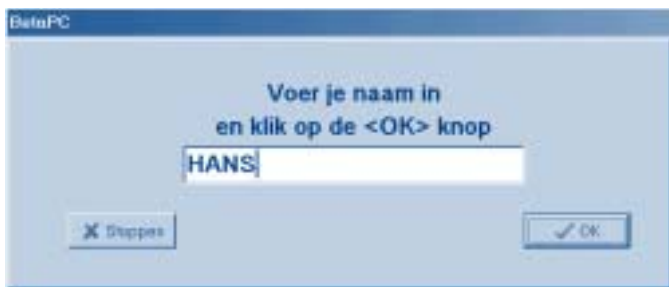 BetaPC
Voer je naam in
en klik op de <OK> knop
HANS
Stoppen
OK